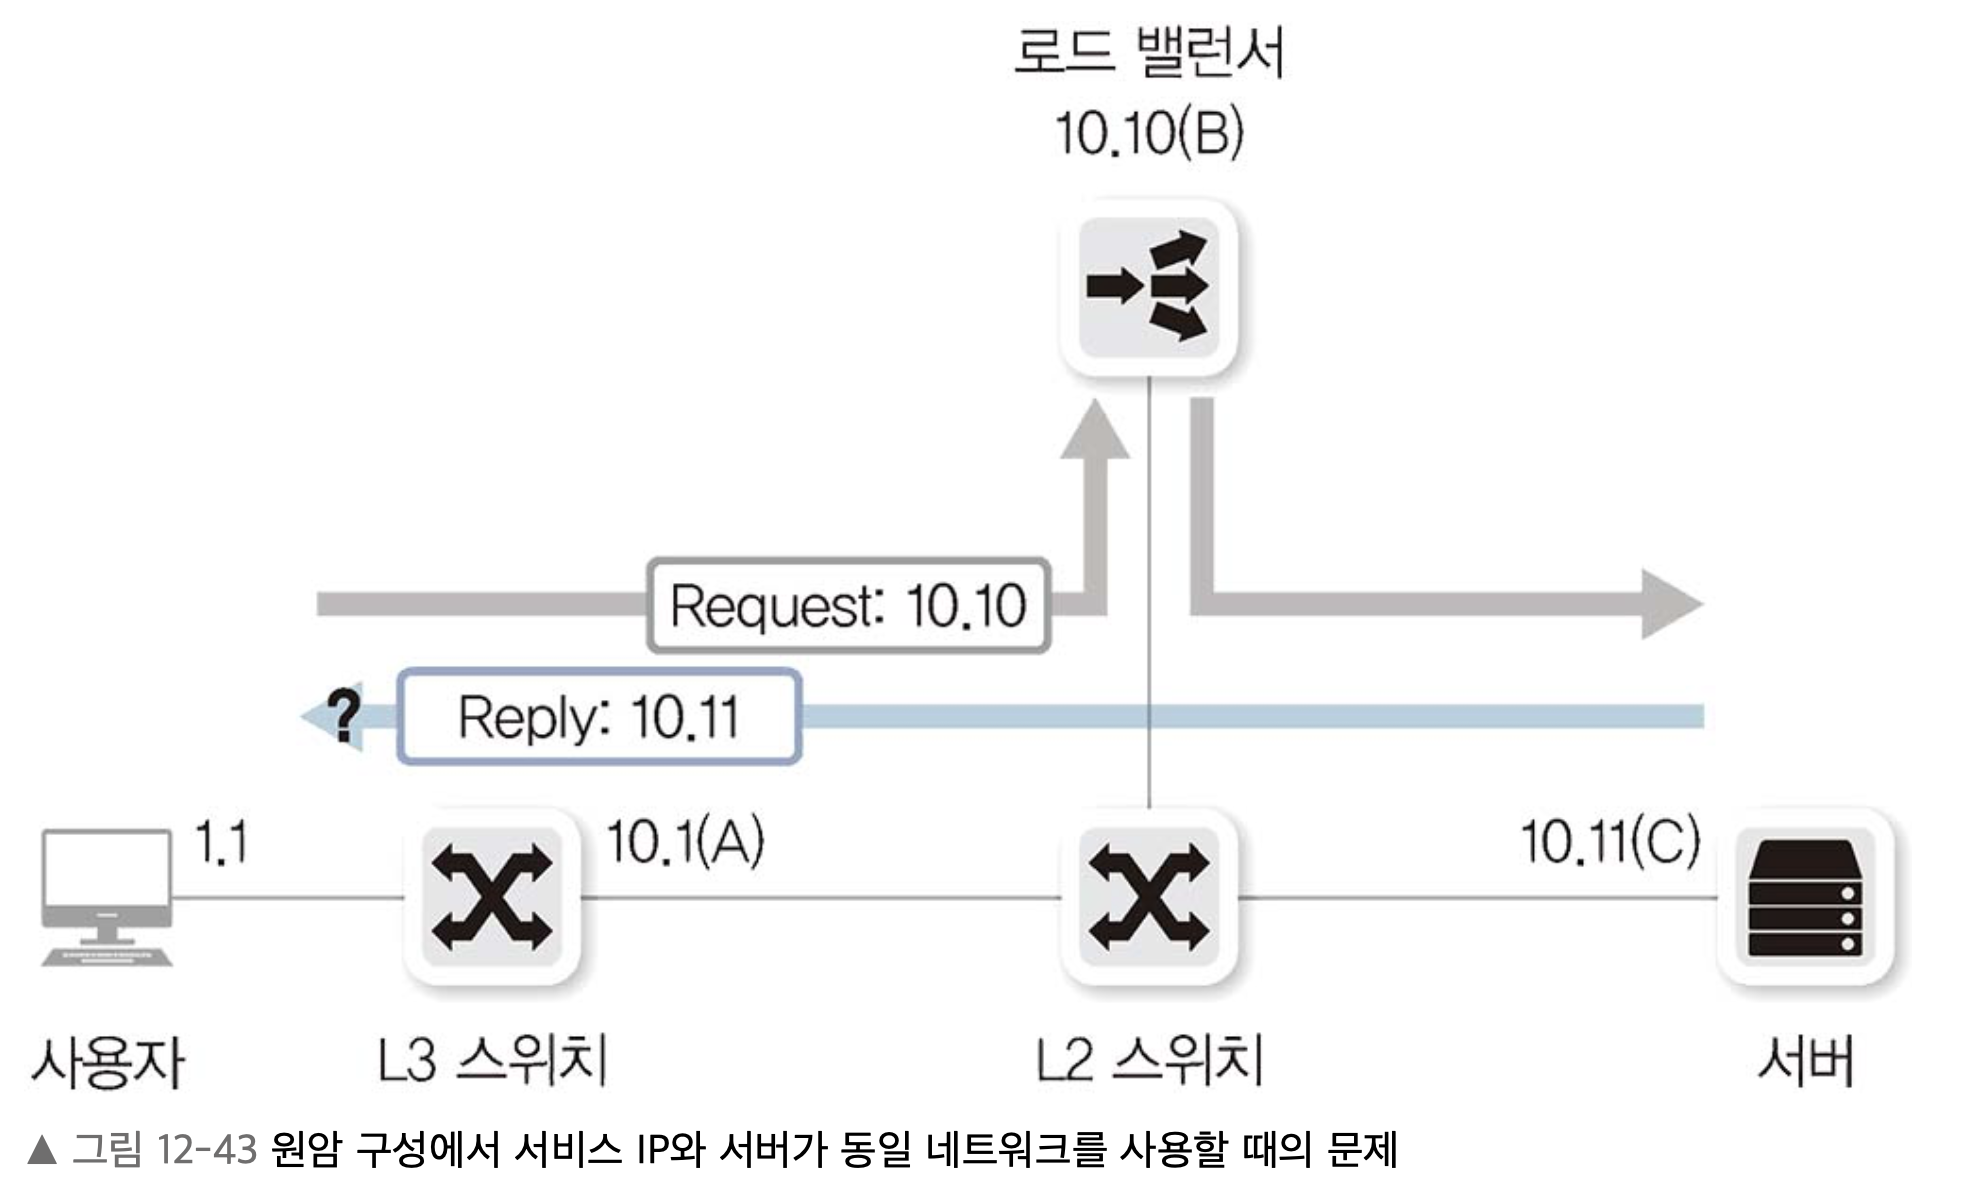 로드 밸런서
10.10(B)
Request: 10.10
?
Reply: 10.11
1.1
10.1(A)
10.11(C)
사용자
L3 스위치
L2 스위치
서버
▲ 그림 12-43 원암 구성에서 서비스 IP와 서버가 동일 네트워크를 사용할 때의 문제